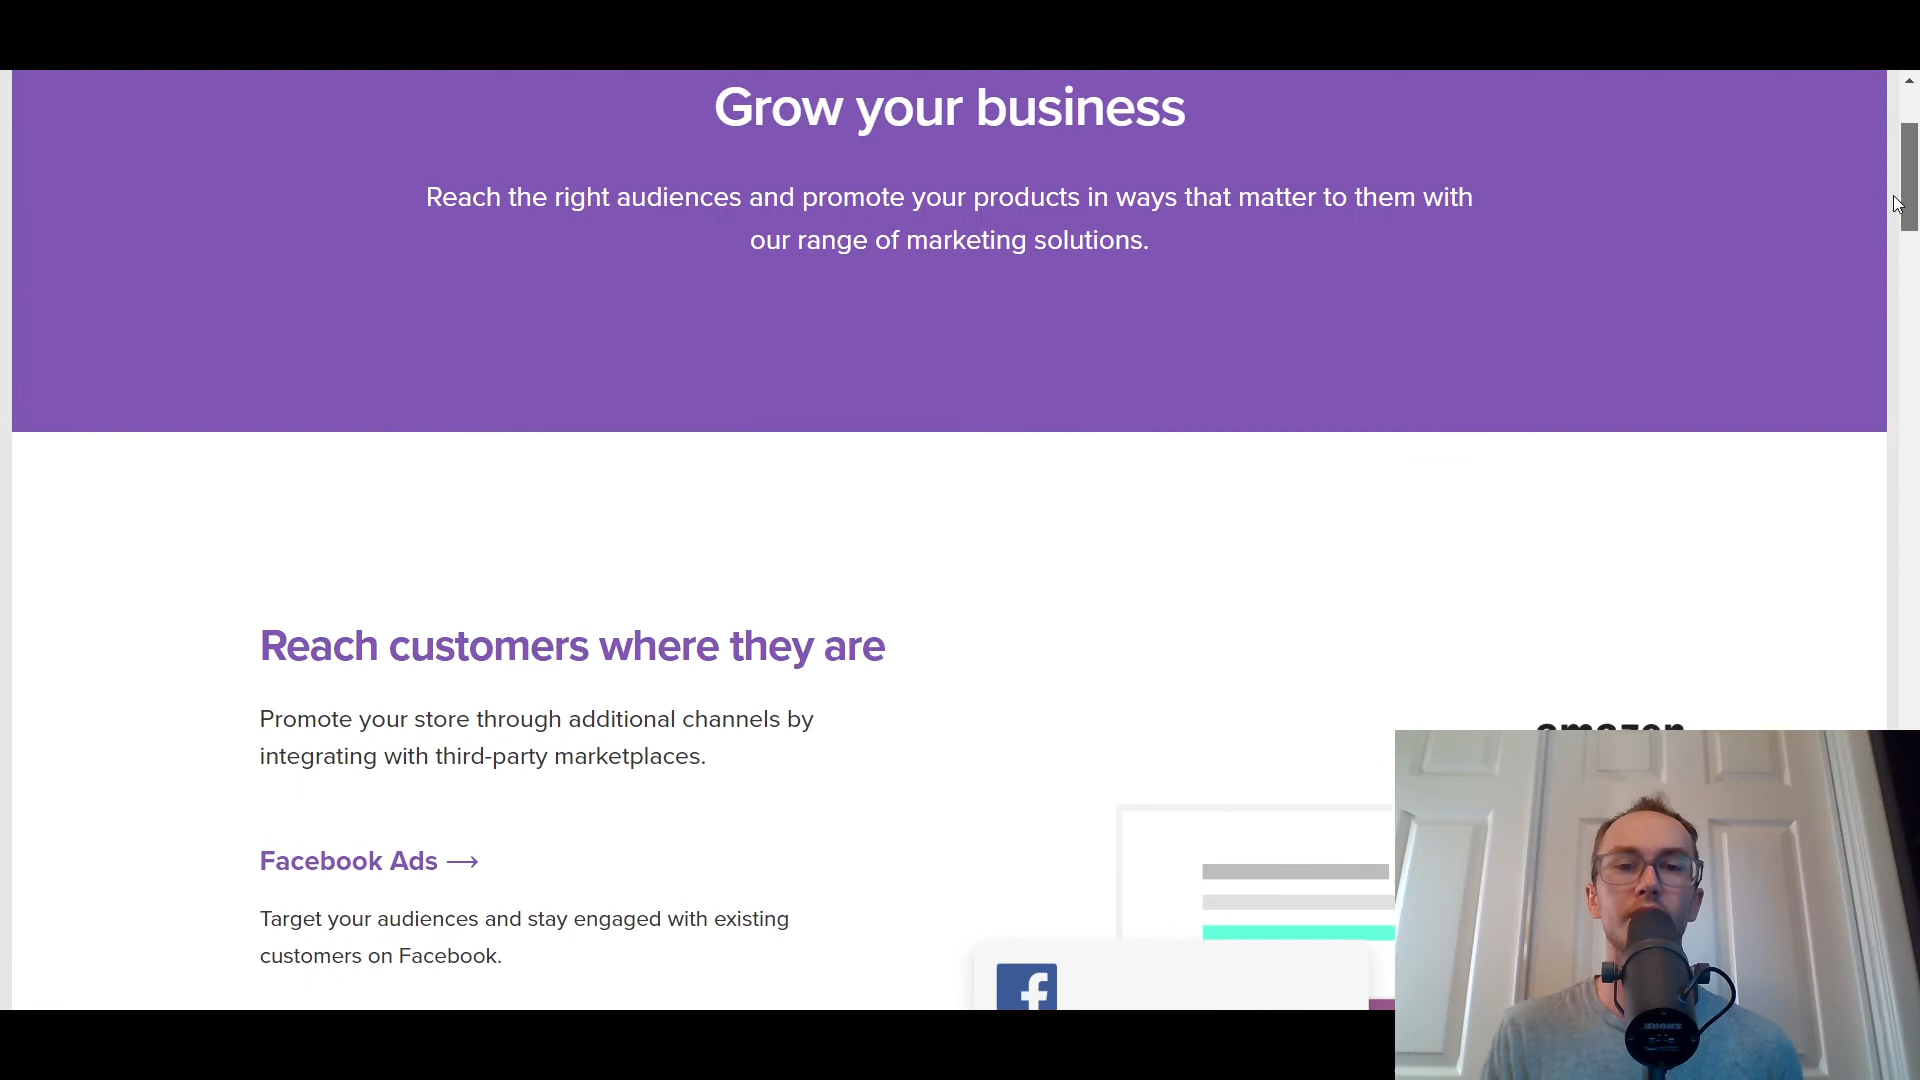 Grow your business
Reach the right audiences and promote your products in ways that matter to them with
our range of marketing solutions.
Reach customers where they are
Promote your store through additional channels by
integrating with third-party marketplaces.
amazon
Facebook Ads ⟶
Target your audiences and stay engaged with existing
customers on Facebook.